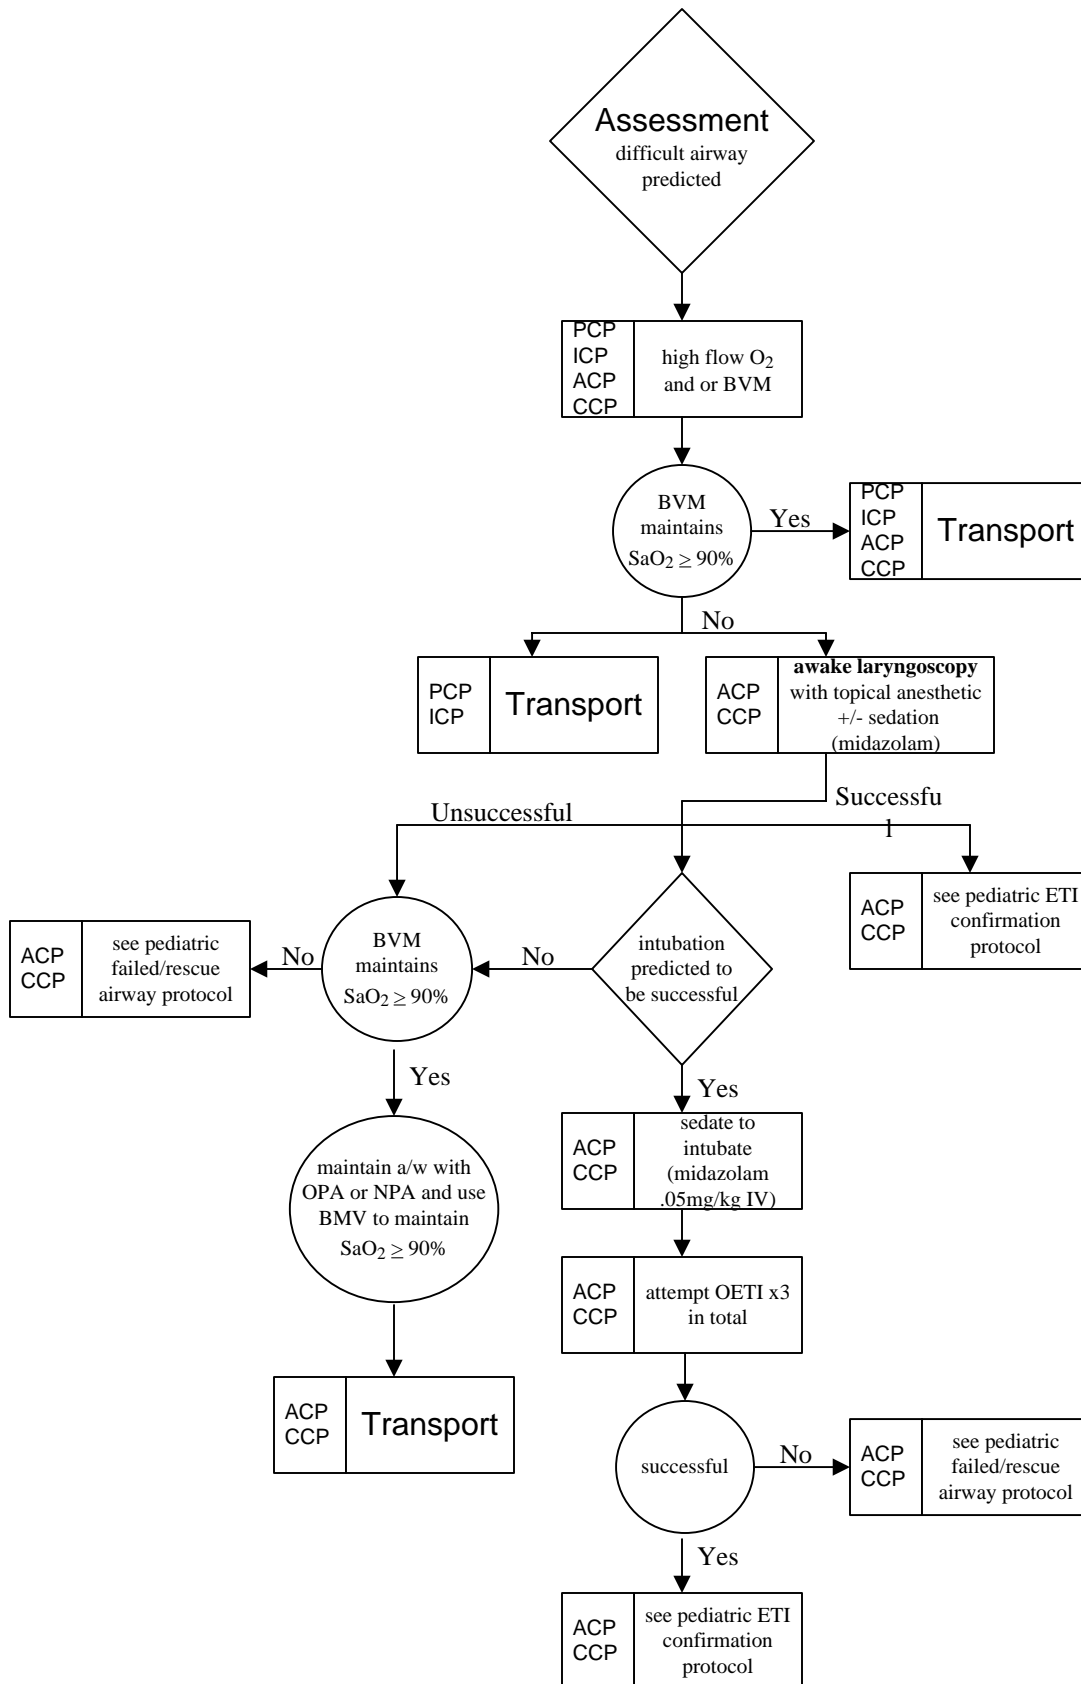 Assessment
difficult airway
predicted
PCP
ICP
ACP
CCP
high flow O2
and or BVM
BVM
maintains
SaO2 ≥ 90%
Yes
PCP
ICP
ACP
CCP
Transport
No
PCP
ICP
Transport
ACP
CCP
awake laryngoscopy
with topical anesthetic
+/- sedation
(midazolam)
Unsuccessful
Successfu
l
ACP
CCP
see pediatric ETI
confirmation
protocol
ACP
CCP
see pediatric
failed/rescue
airway protocol
No
BVM
maintains
SaO2 ≥ 90%
No
intubation
predicted to
be successful
Yes
Yes
maintain a/w with
OPA or NPA and use
BMV to maintain
SaO2 ≥ 90%
ACP
CCP
sedate to
intubate
(midazolam
.05mg/kg IV)
ACP
CCP
attempt OETI x3
in total
ACP
CCP
Transport
successful
No
ACP
CCP
see pediatric
failed/rescue
airway protocol
Yes
ACP
CCP
see pediatric ETI
confirmation
protocol